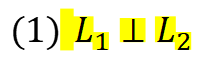 (1) L₁ ⊥ L₂